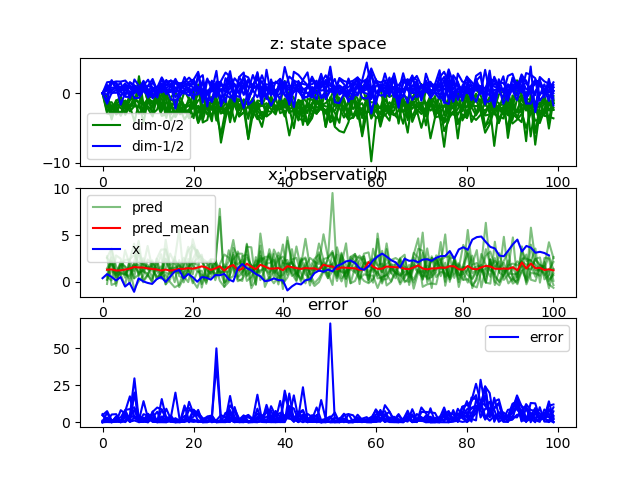 z: state space
0
−10
dim-0/2
dim-1/2
0 20 40 60 80 100
x: observation
10
5
0
pred
pred_mean
x
0 20 40 60 80 100
error
50
25
0
error
0 20 40 60 80 100